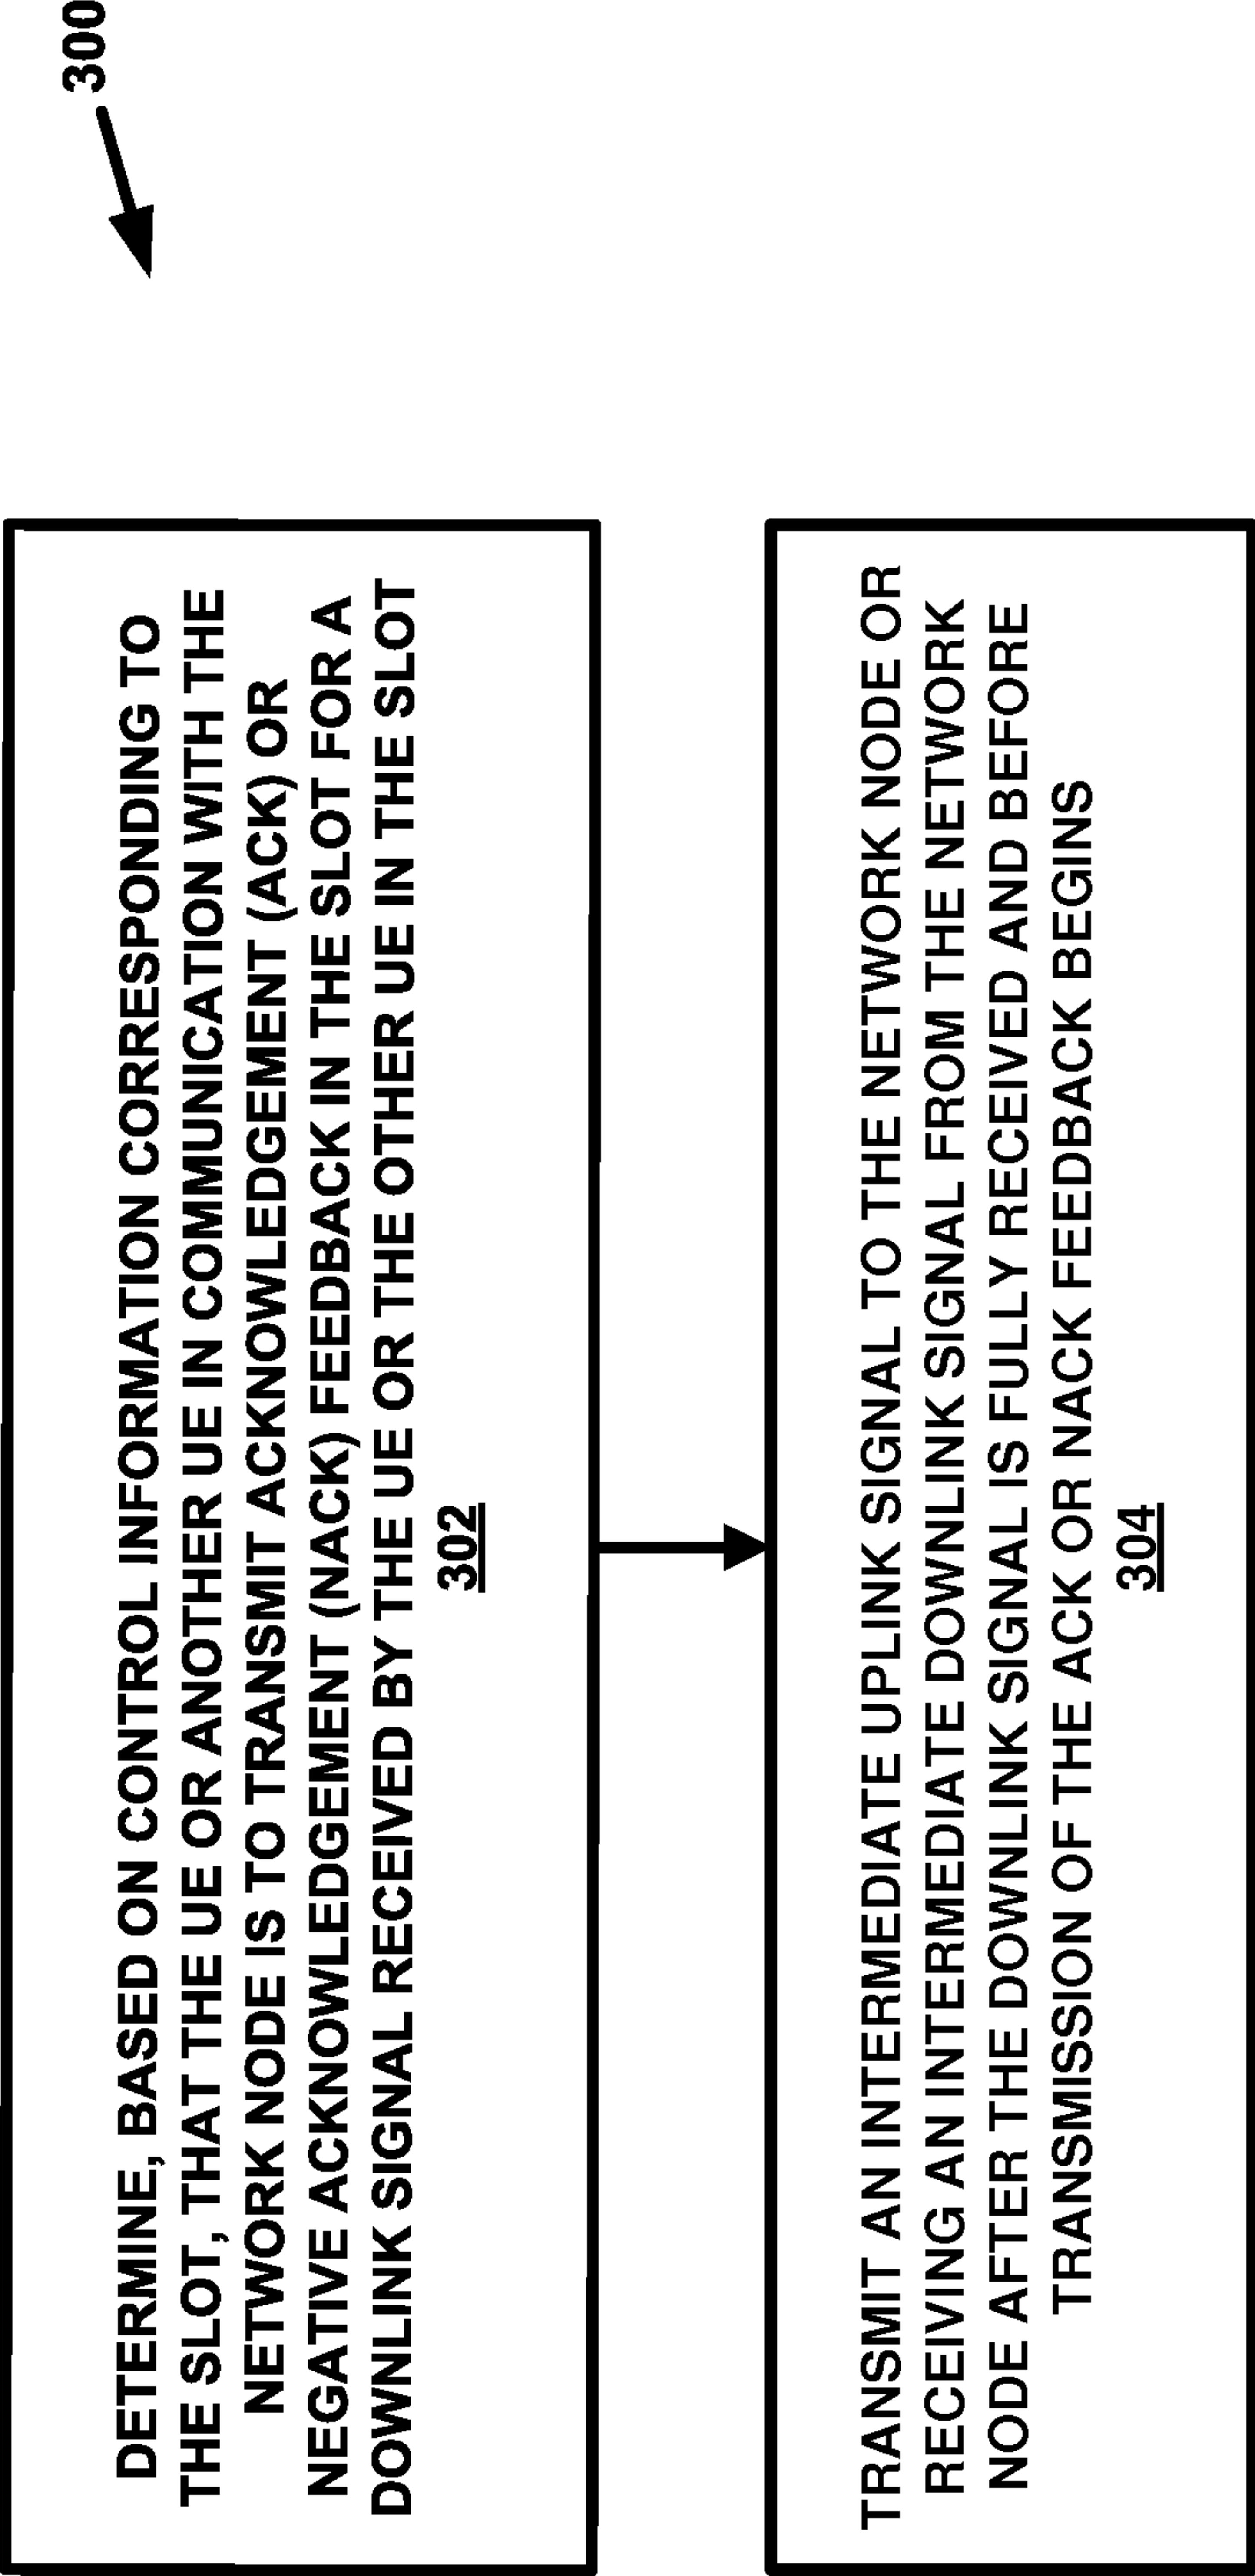 300
DETERMINE, BASED ON CONTROL INFORMATION CORRESPONDING TO
THE SLOT, THAT THE UE OR ANOTHER UE IN COMMUNICATION WITH THE
NETWORK NODE IS TO TRANSMIT ACKNOWLEDGEMENT (ACK) OR
NEGATIVE ACKNOWLEDGEMENT (NACK) FEEDBACK IN THE SLOT FOR A
DOWNLINK SIGNAL RECEIVED BY THE UE OR THE OTHER UE IN THE SLOT
302
TRANSMIT AN INTERMEDIATE UPLINK SIGNAL TO THE NETWORK NODE OR
RECEIVING AN INTERMEDIATE DOWNLINK SIGNAL FROM THE NETWORK
NODE AFTER THE DOWNLINK SIGNAL IS FULLY RECEIVED AND BEFORE
TRANSMISSION OF THE ACK OR NACK FEEDBACK BEGINS
304